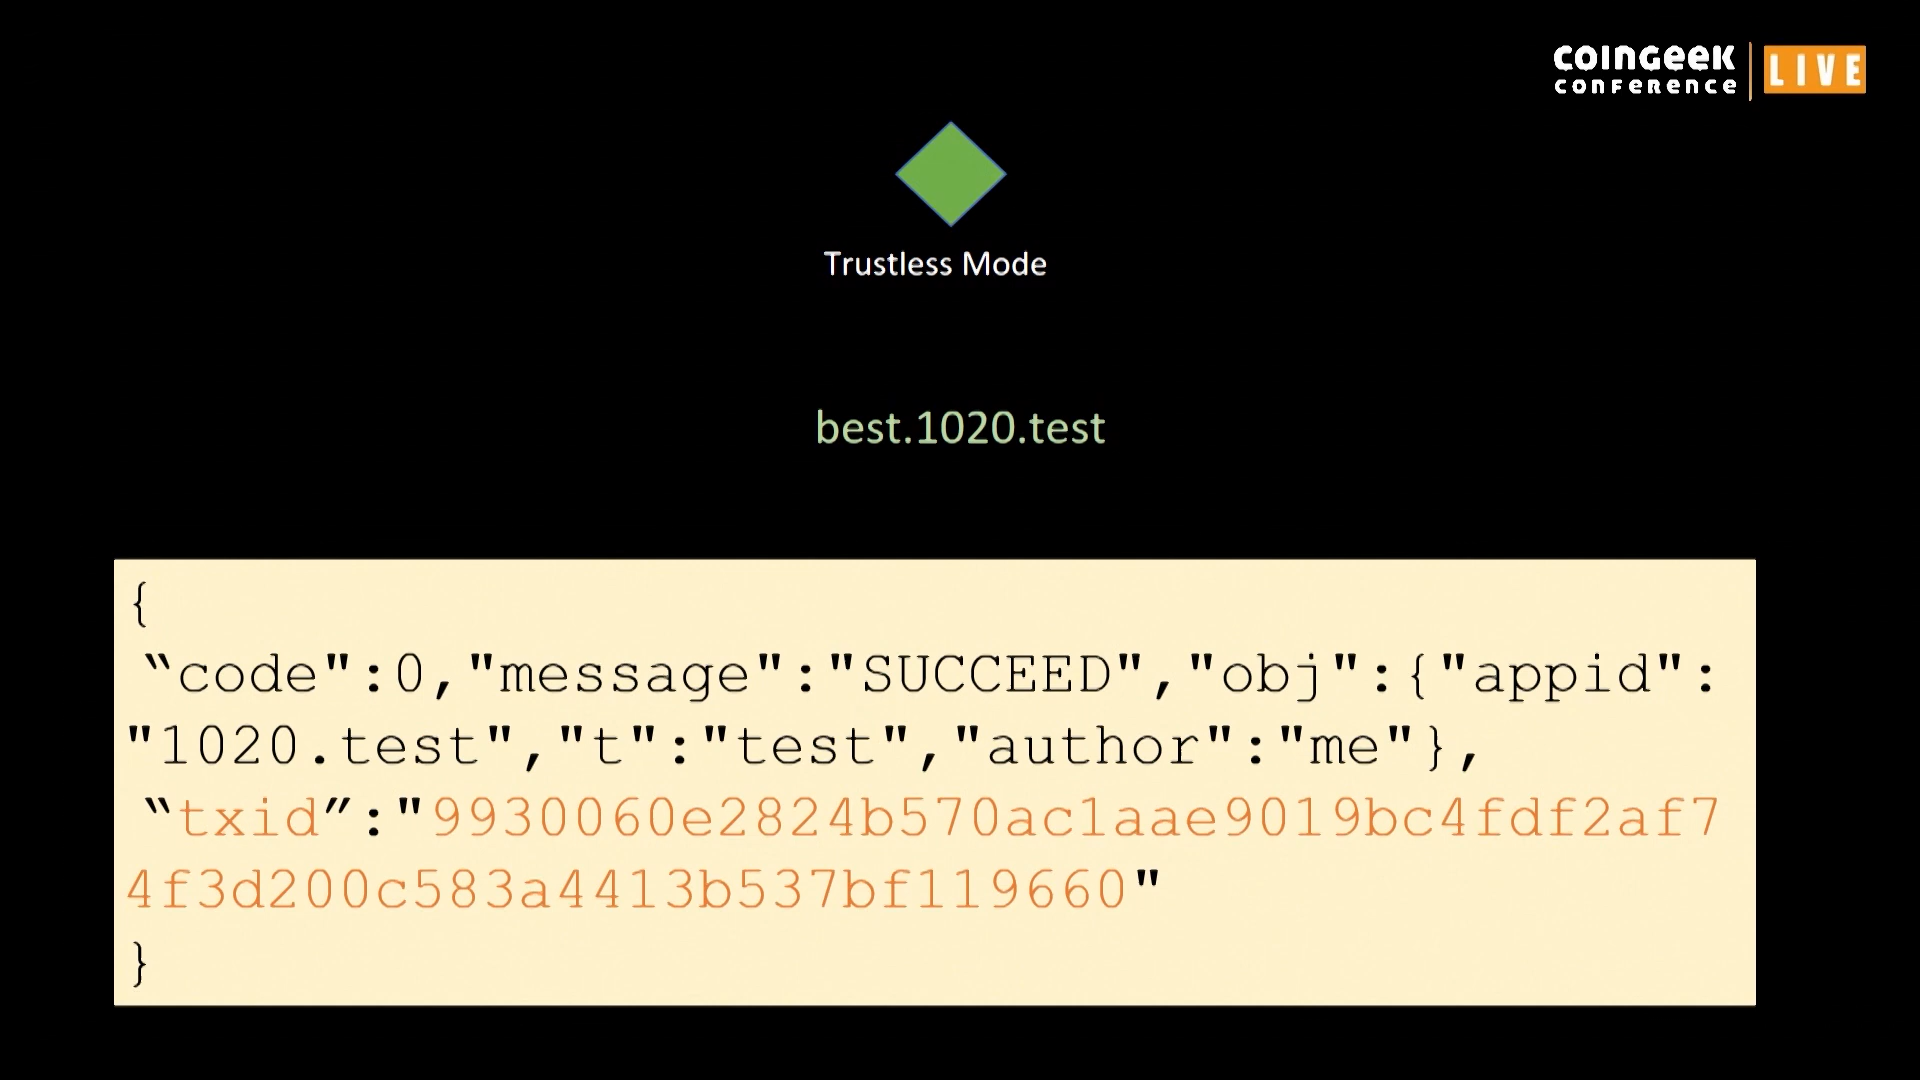 COINGEEK
CONFERENCE
LIVE
Trustless Mode
best.1020.test
{
“code":0,"message":"SUCCEED","obj":{"appid":
"1020.test","t":"test","author":"me"},
“txid”:"9930060e2824b570ac1aae9019bc4fdf2af7
4f3d200c583a4413b537bf119660"
}